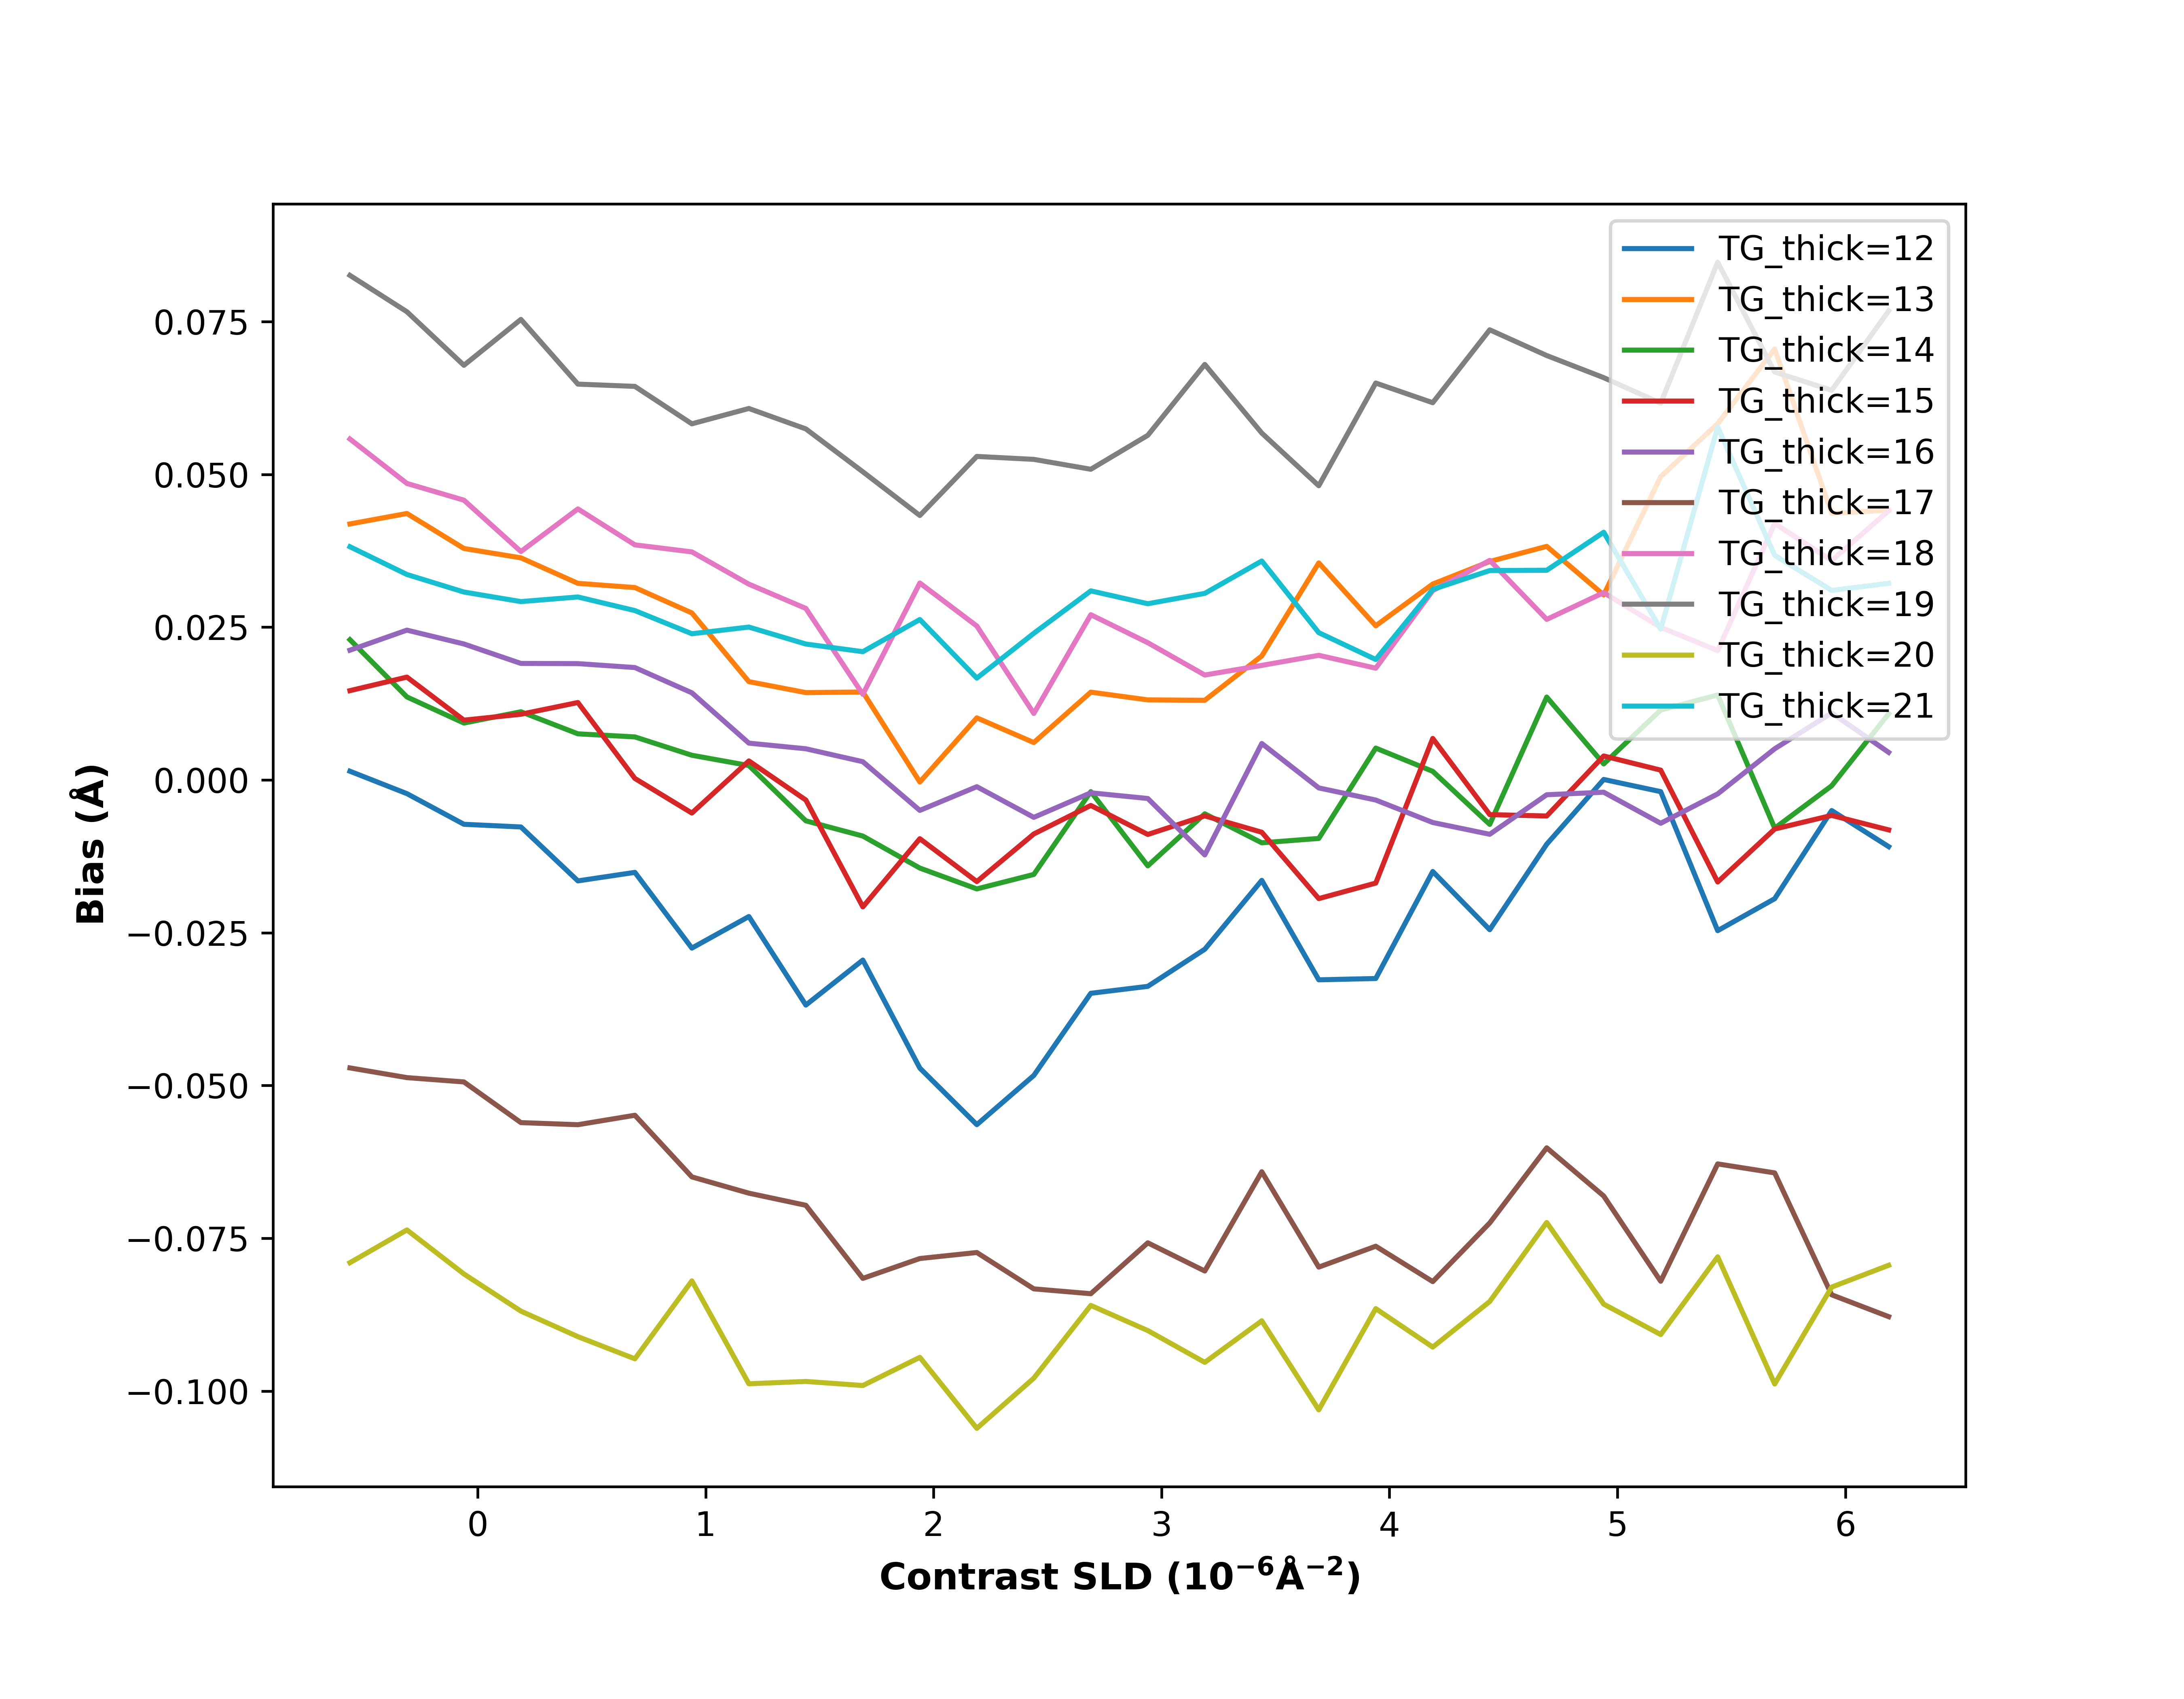 TG_thick=12
TG_thick=13
TG_thick=14
TG_thick=15
TG_thick=16
TG_thick=17
TG_thick=18
TG_thick=19
TG_thick=20
TG_thick=21
0.075
0.050
0.025
0.000
−0.025
−0.050
−0.075
−0.100
Bias (Å)
0 1 2 3 4 5 6
Contrast SLD (10⁻⁶Å⁻²)